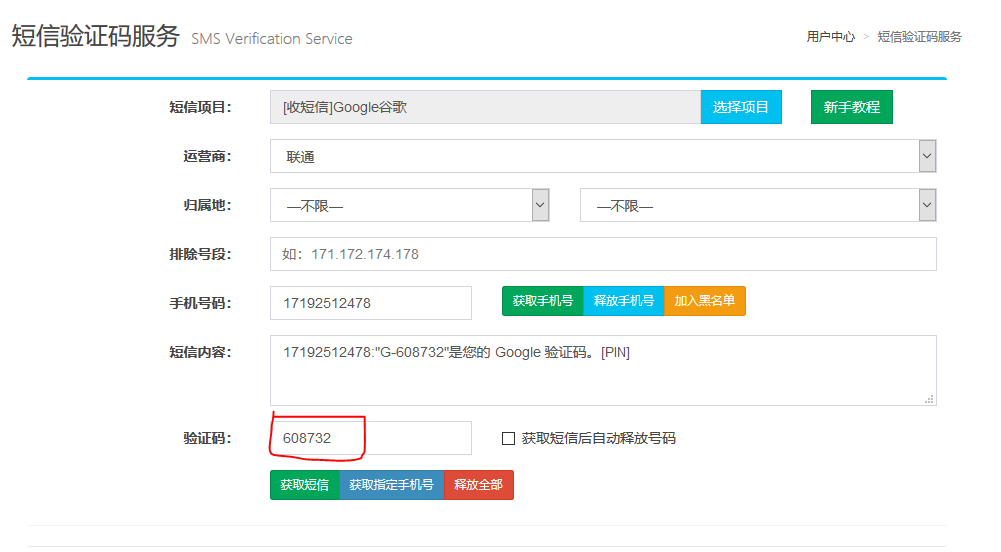 短信验证码服务 SMS Verification Service
用户中心 > 短信验证码服务
短信项目： [收短信]Google谷歌 选择项目 新手教程
运营商： 联通
归属地： —不限— —不限—
排除号段： 如：171.172.174.178
手机号码： 17192512478 获取手机号 释放手机号 加入黑名单
短信内容： 17192512478:"G-608732"是您的 Google 验证码。[PIN]
验证码： 608732 获取短信后自动释放号码
获取短信 获取指定手机号 释放全部